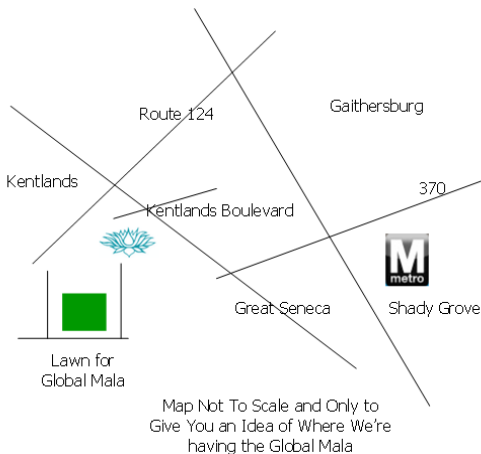 Route 124
Gaithersburg
Kentlands
370
Kentlands Boulevard
M
metro
Great Seneca
Shady Grove
Lawn for
Global Mala
Map Not To Scale and Only to
Give You an Idea of Where We're
having the Global Mala